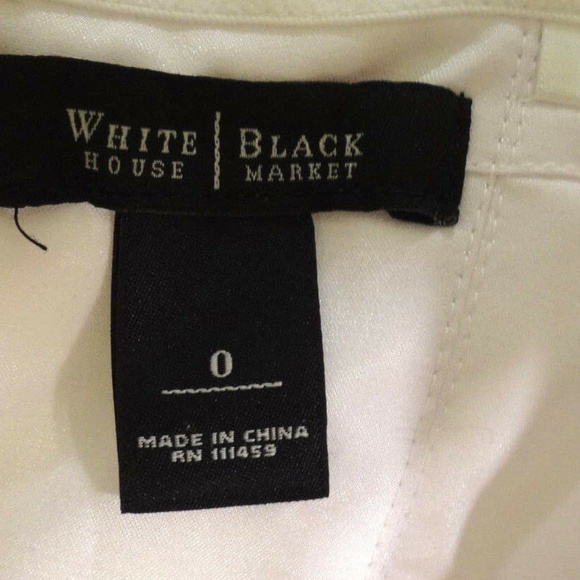 WHITE | BLACK
HOUSE | MARKET
0
MADE IN CHINA
RN 111459